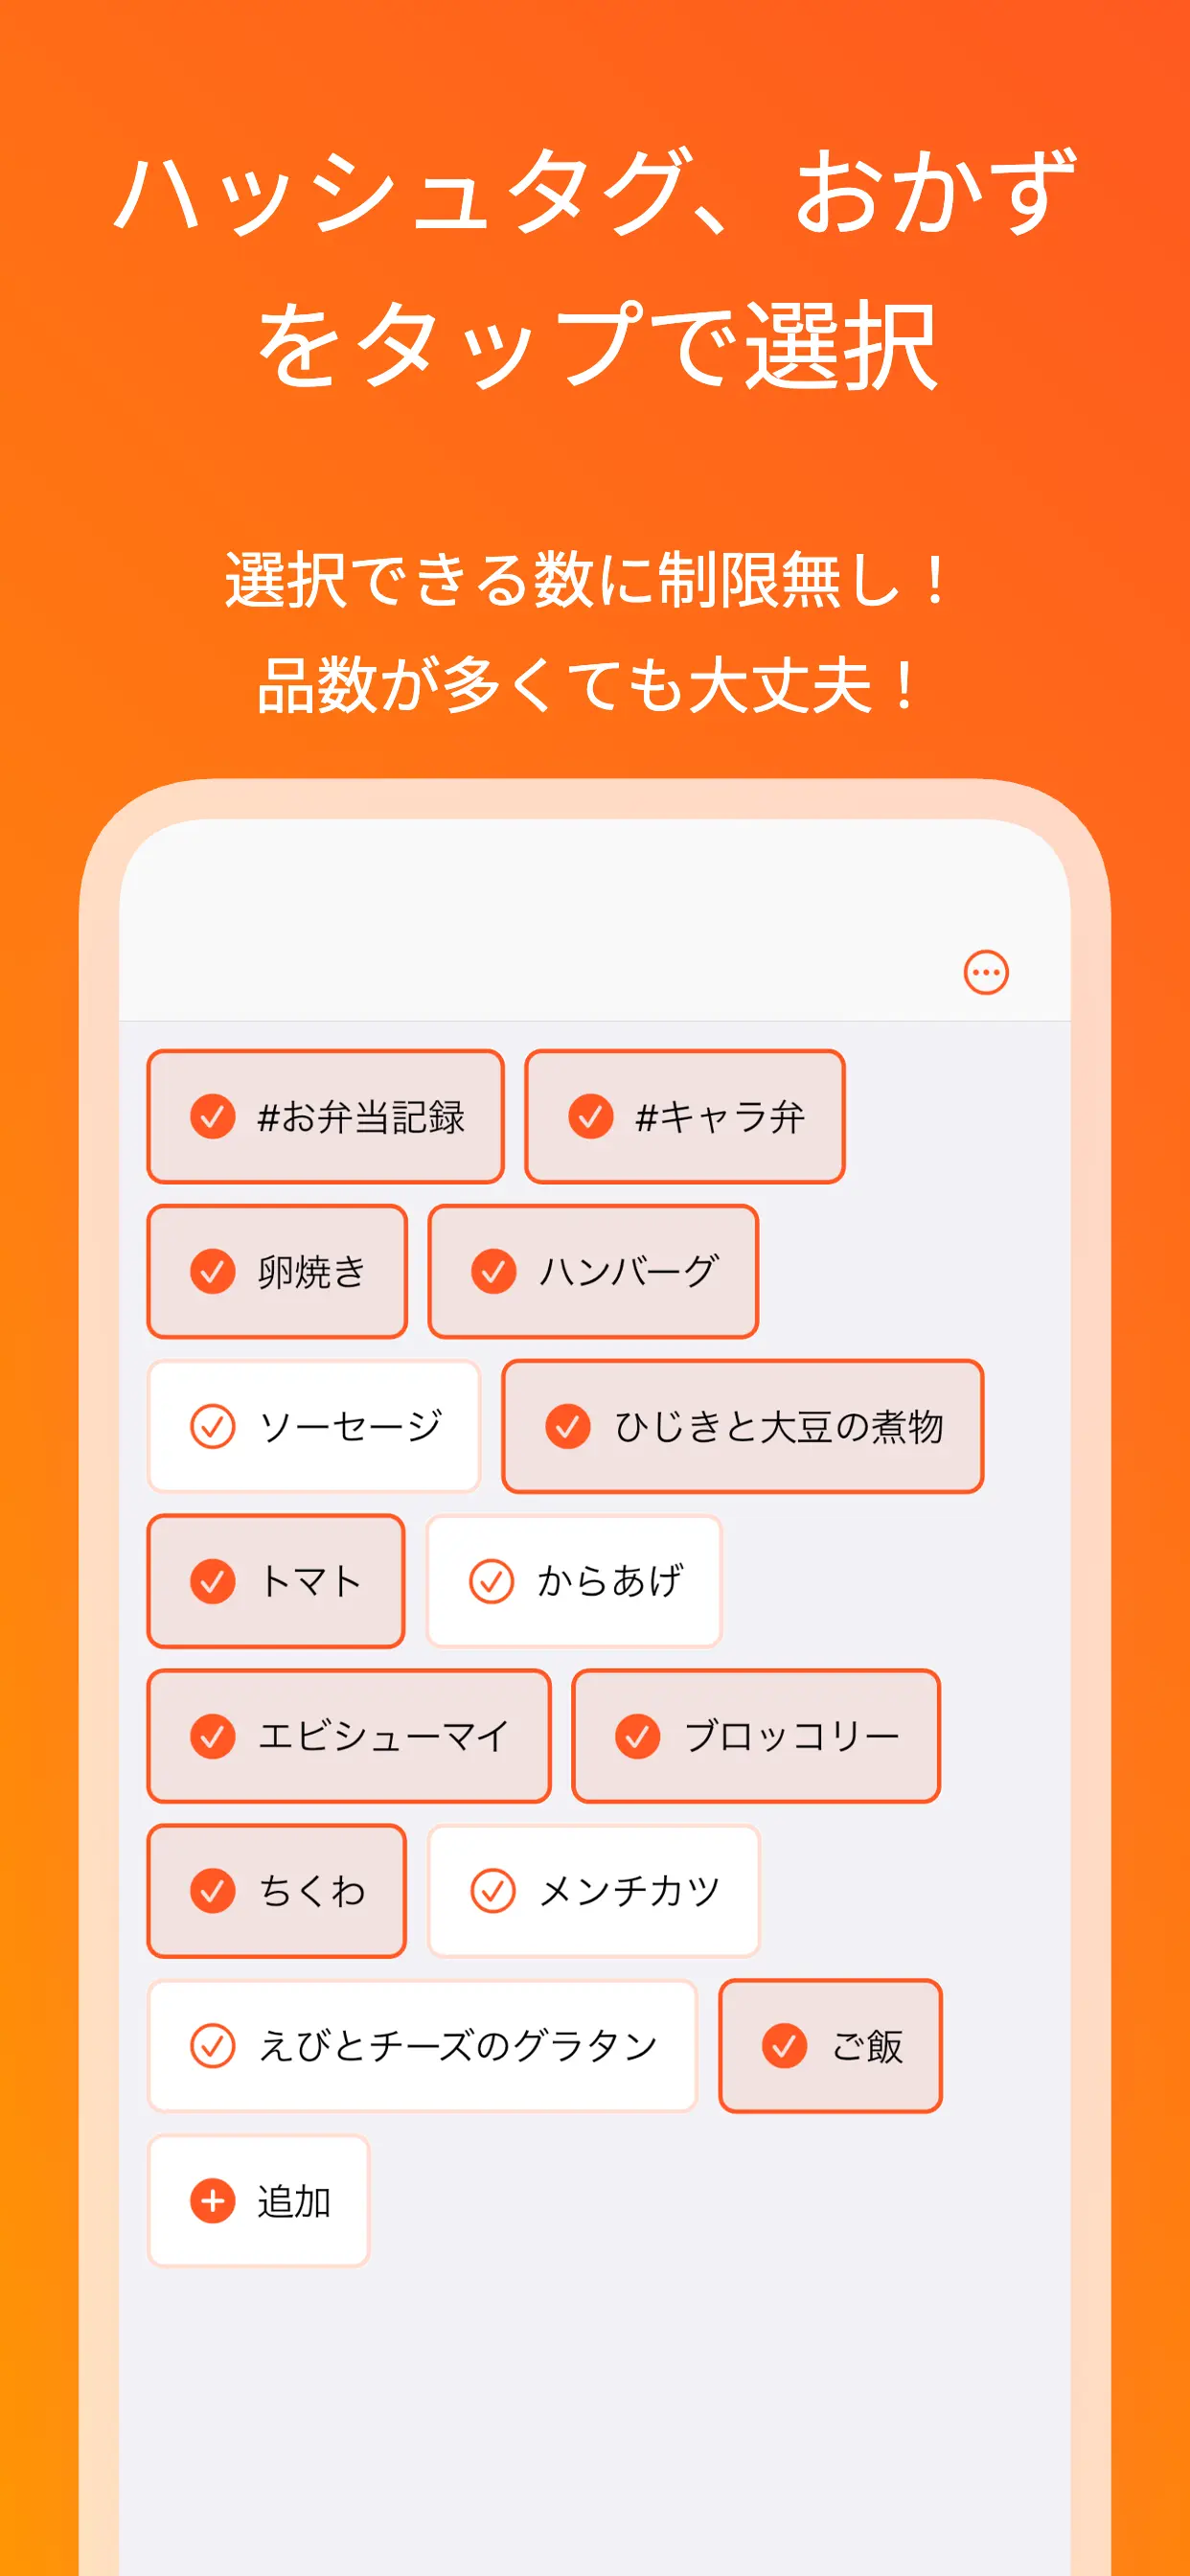 ハッシュタグ、おかず
をタップで選択
選択できる数に制限無し！
品数が多くても大丈夫！
#お弁当記録 #キャラ弁
卵焼き ハンバーグ
ソーセージ ひじきと大豆の煮物
トマト からあげ
エビシューマイ ブロッコリー
ちくわ メンチカツ
えびとチーズのグラタン ご飯
追加